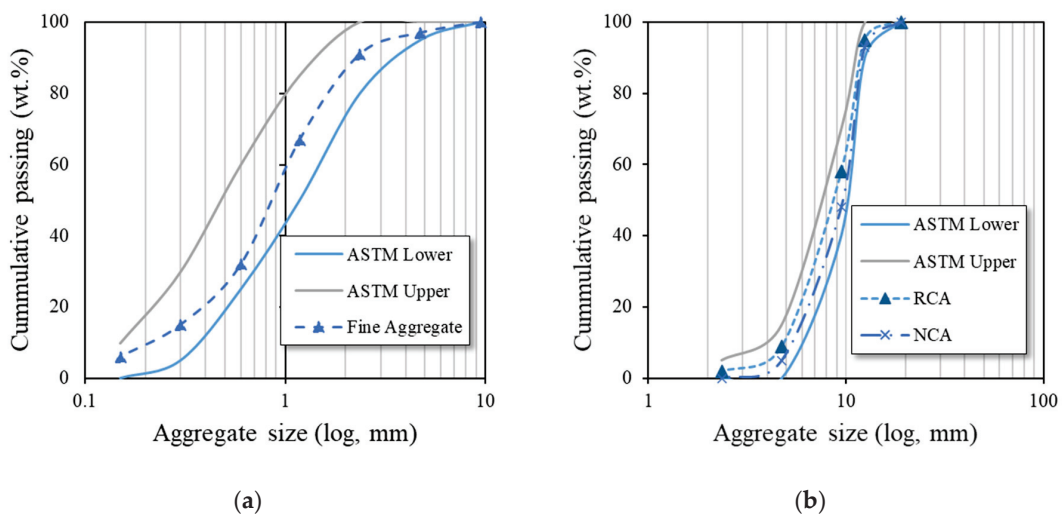 100
80
60
40
20
0
Cummulative passing (wt.%)
ASTM Lower
ASTM Upper
Fine Aggregate
0.1
1
10
Aggregate size (log, mm)
(a)
100
80
60
40
20
0
Cummulative passing (wt.%)
ASTM Lower
ASTM Upper
RCA
NCA
1
10
100
Aggregate size (log, mm)
(b)